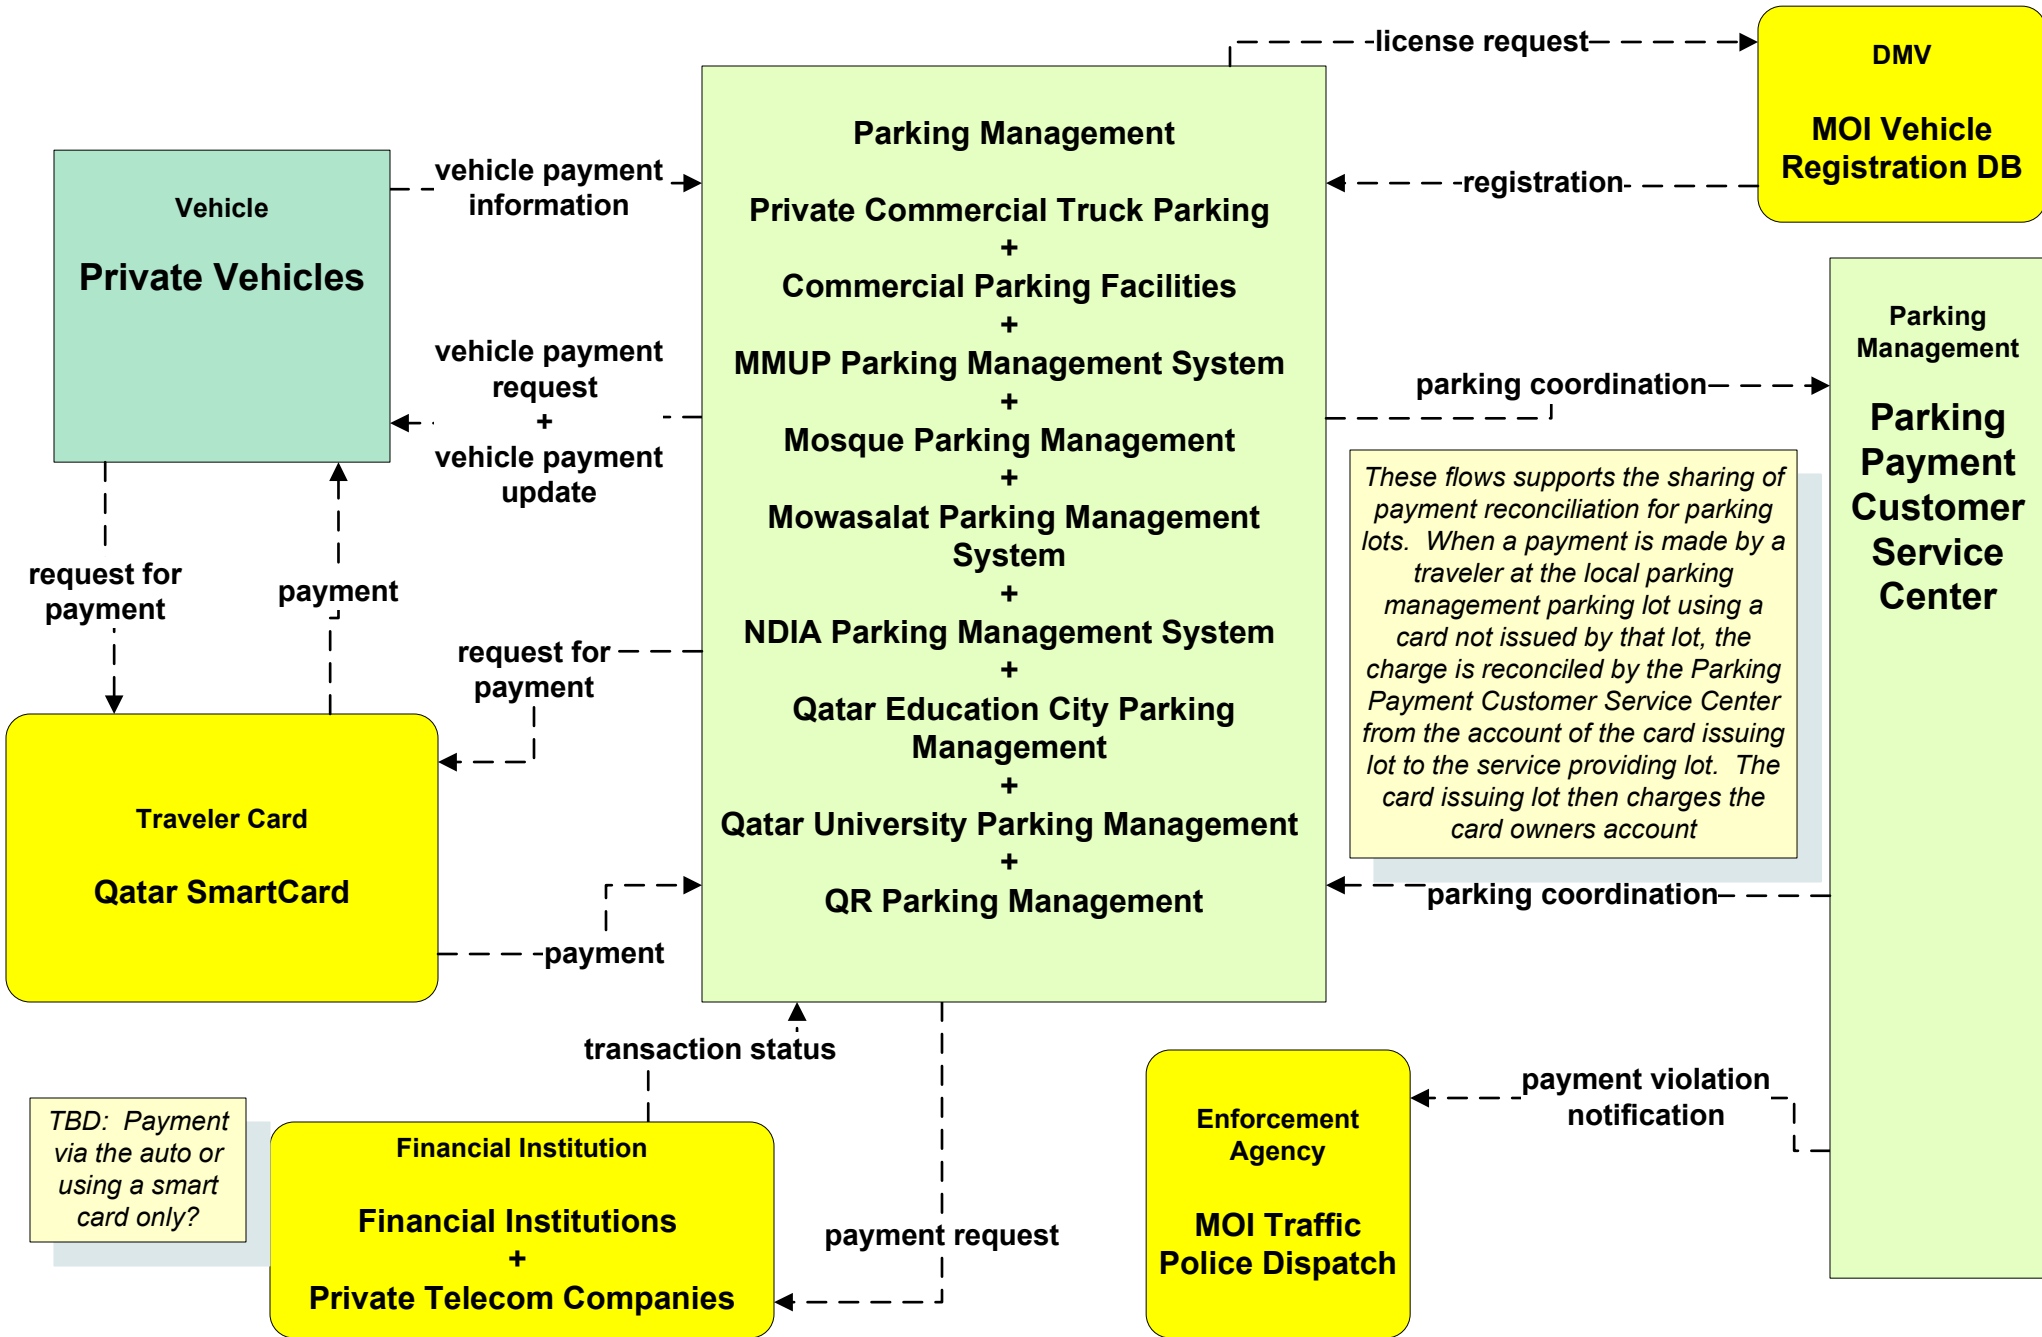 license request
DMV
MOI Vehicle
Registration DB
registration
Parking Management
Private Commercial Truck Parking
+
Commercial Parking Facilities
+
MMUP Parking Management System
+
Mosque Parking Management
+
Mowasalat Parking Management
System
+
NDIA Parking Management System
+
Qatar Education City Parking
Management
+
Qatar University Parking Management
+
QR Parking Management
Vehicle
Private Vehicles
vehicle payment
information
vehicle payment
request
+
vehicle payment
update
request for
payment
payment
request for
payment
Traveler Card
Qatar SmartCard
payment
parking coordination
Parking
Management
Parking
Payment
Customer
Service
Center
These flows supports the sharing of
payment reconciliation for parking
lots. When a payment is made by a
traveler at the local parking
management parking lot using a
card not issued by that lot, the
charge is reconciled by the Parking
Payment Customer Service Center
from the account of the card issuing
lot to the service providing lot. The
card issuing lot then charges the
card owners account
parking coordination
transaction status
TBD: Payment
via the auto or
using a smart
card only?
Financial Institution
Financial Institutions
+
Private Telecom Companies
payment request
Enforcement
Agency
MOI Traffic
Police Dispatch
payment violation
notification